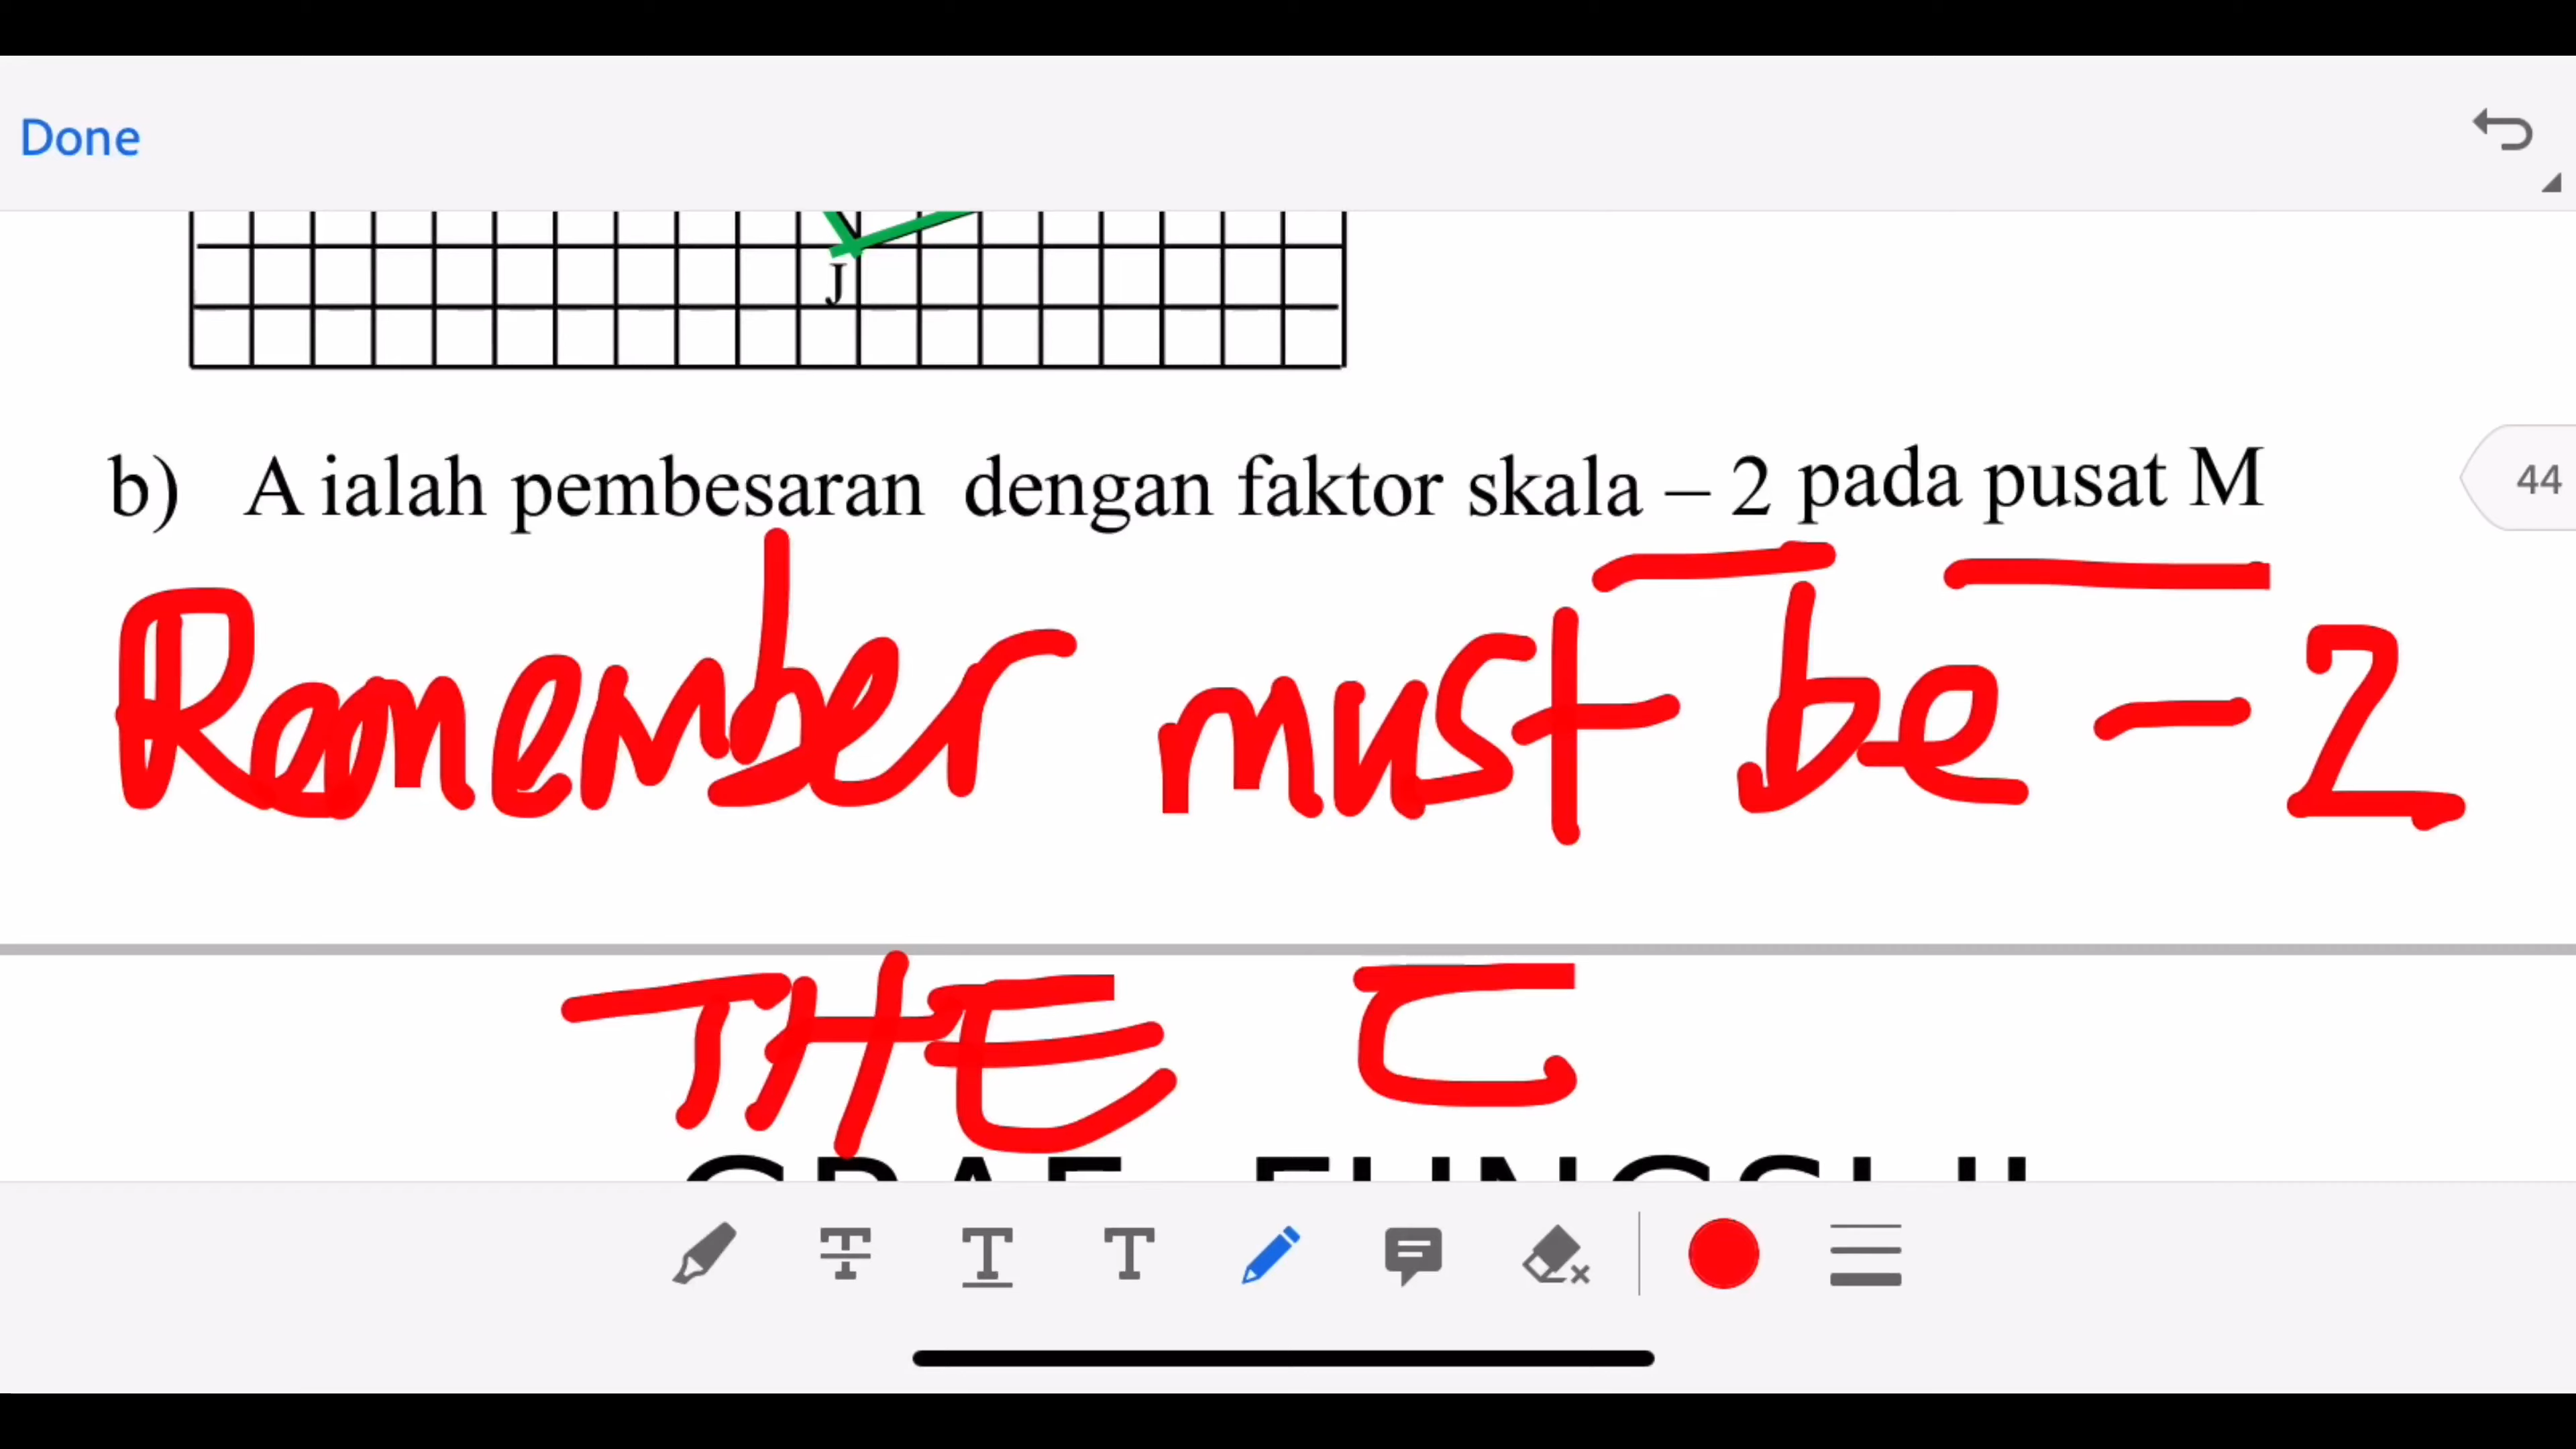 Done
J
b) A ialah pembesaran dengan faktor skala – 2 pada pusat M
44
Remember must be -2
THE